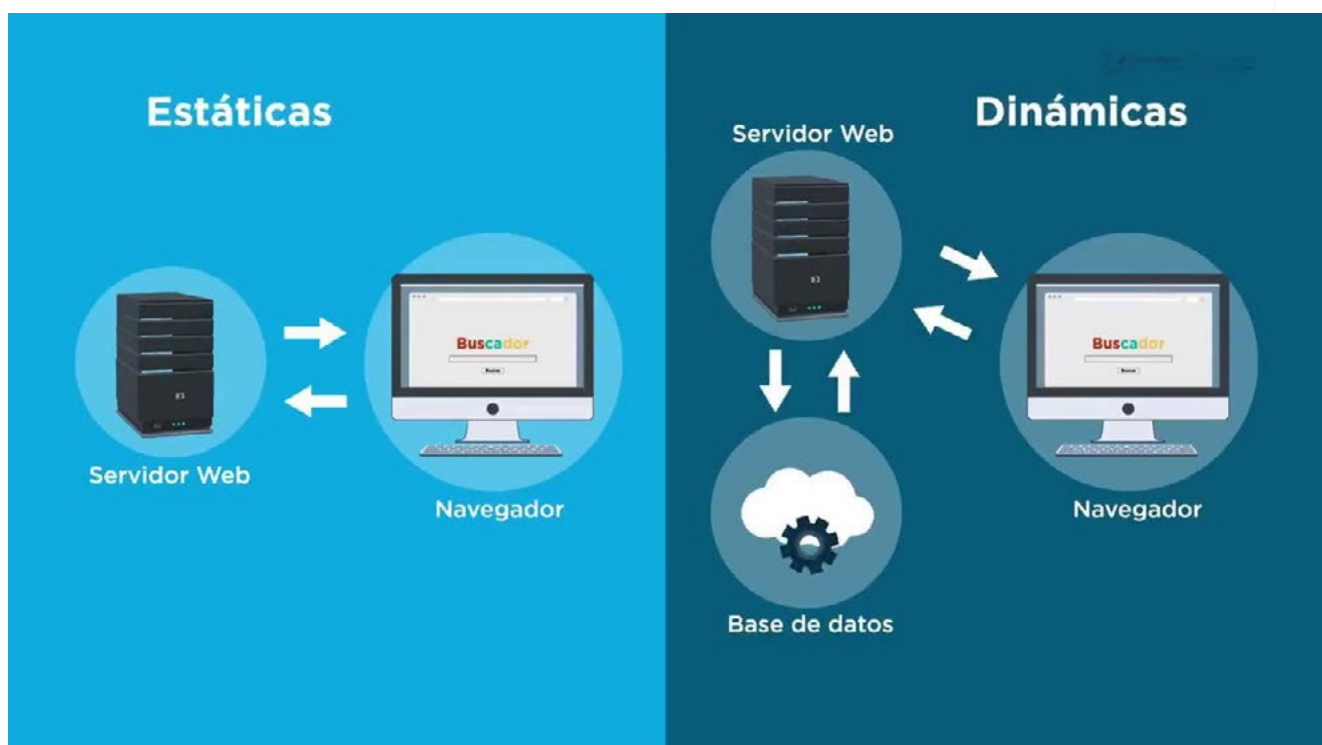 Estáticas
Servidor Web
Buscador
Navegador
Dinámicas
Servidor Web
Buscador
Navegador
Base de datos